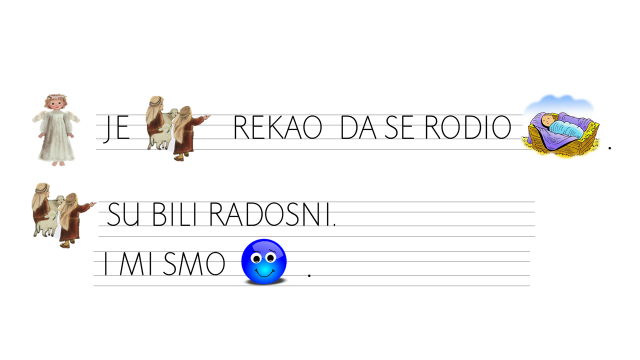 JE REKAO DA SE RODIO .
SU BILI RADOSNI.
I MI SMO .